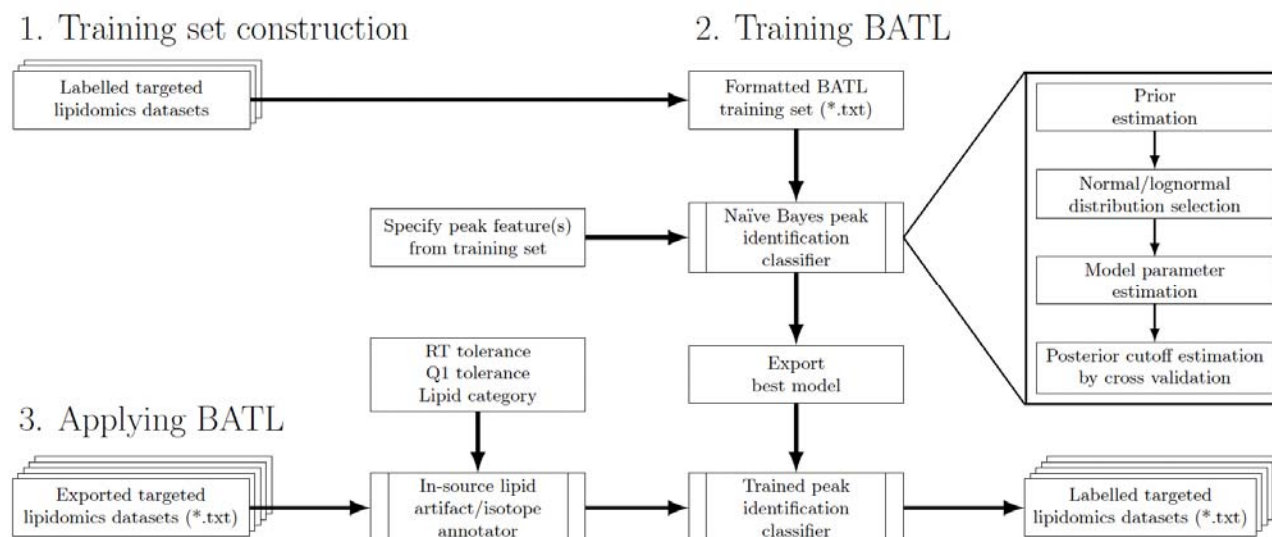 1. Training set construction
2. Training BATL
Labelled targeted
lipidomics datasets
Formatted BATL
training set (*.txt)
Prior
estimation
Normal/lognormal
distribution selection
Specify peak feature(s)
from training set
Naïve Bayes peak
identification
classifier
Model parameter
estimation
RT tolerance
Q1 tolerance
Lipid category
Export
best model
Posterior cutoff estimation
by cross validation
3. Applying BATL
Exported targeted
lipidomics datasets (*.txt)
In-source lipid
artifact/isotope
annotator
Trained peak
identification
classifier
Labelled targeted
lipidomics datasets (*.txt)